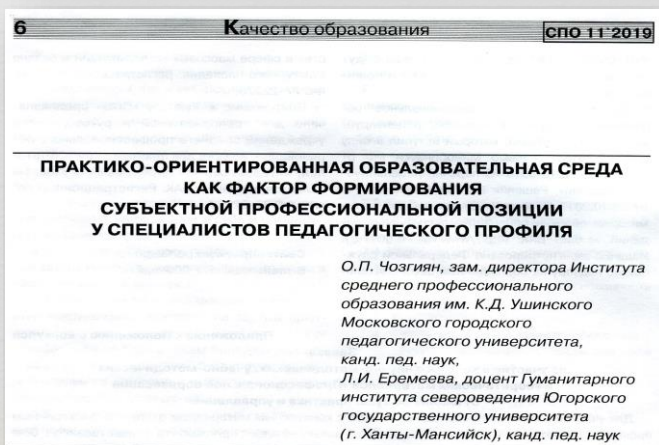 6 Качество образования СПО 11`2019
ПРАКТИКО-ОРИЕНТИРОВАННАЯ ОБРАЗОВАТЕЛЬНАЯ СРЕДА
КАК ФАКТОР ФОРМИРОВАНИЯ
СУБЪЕКТНОЙ ПРОФЕССИОНАЛЬНОЙ ПОЗИЦИИ
У СПЕЦИАЛИСТОВ ПЕДАГОГИЧЕСКОГО ПРОФИЛЯ
О.П. Чозгиян, зам. директора Института
среднего профессионального
образования им. К.Д. Ушинского
Московского городского
педагогического университета,
канд. пед. наук,
Л.И. Еремеева, доцент Гуманитарного
института североведения Югорского
государственного университета
(г. Ханты-Мансийск), канд. пед. наук